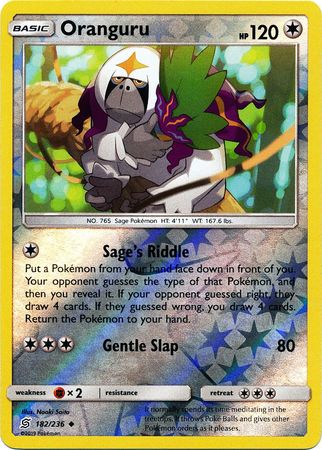 BASIC Oranguru HP 120
NO. 765 Sage Pokémon HT: 4'11" WT: 167.6 lbs.
Sage's Riddle
Put a Pokémon from your hand face down in front of you.
Your opponent guesses the type of that Pokémon, and
then you reveal it. If your opponent guessed right, they
draw 4 cards. If they guessed wrong, you draw 4 cards.
Return the Pokémon to your hand.
Gentle Slap 80
weakness × 2 resistance retreat
Illus. Naoki Saito
182/236
©2019 Pokémon
It normally spends its time meditating in the
treetops. It throws Poké Balls and gives other
Pokémon orders as it pleases.